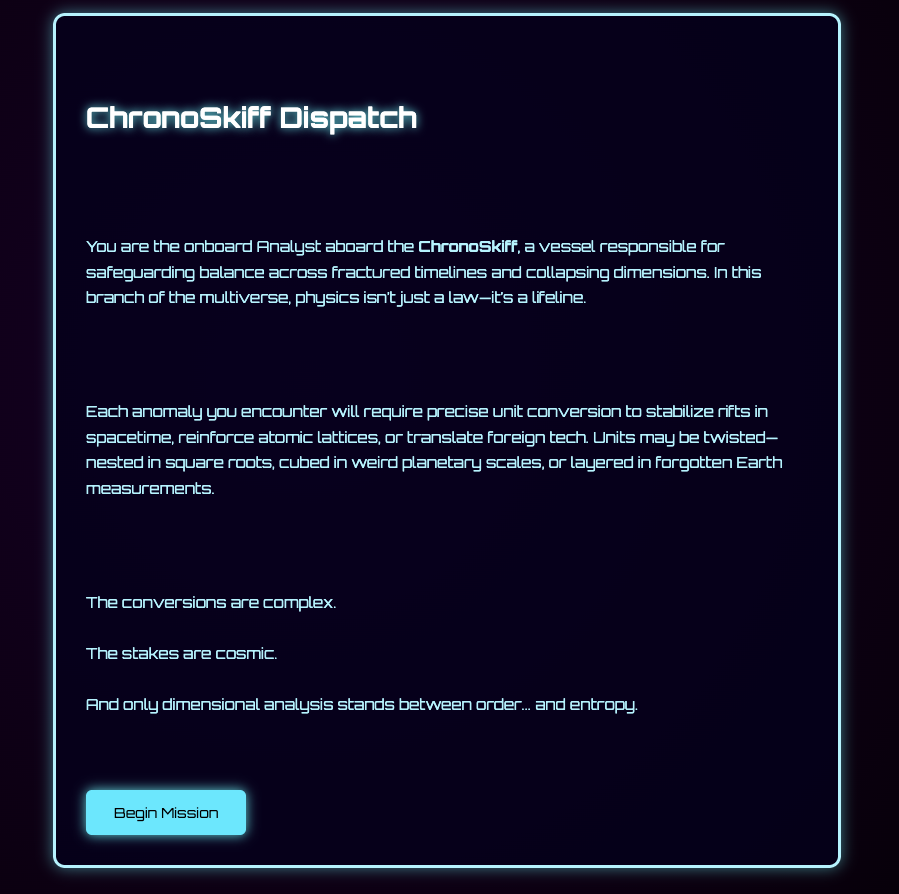 ChronoSkiff Dispatch
You are the onboard Analyst aboard the ChronoSkiff, a vessel responsible for
safeguarding balance across fractured timelines and collapsing dimensions. In this
branch of the multiverse, physics isn't just a law—it's a lifeline.
Each anomaly you encounter will require precise unit conversion to stabilize rifts in
spacetime, reinforce atomic lattices, or translate foreign tech. Units may be twisted—
nested in square roots, cubed in weird planetary scales, or layered in forgotten Earth
measurements.
The conversions are complex.
The stakes are cosmic.
And only dimensional analysis stands between order... and entropy.
Begin Mission